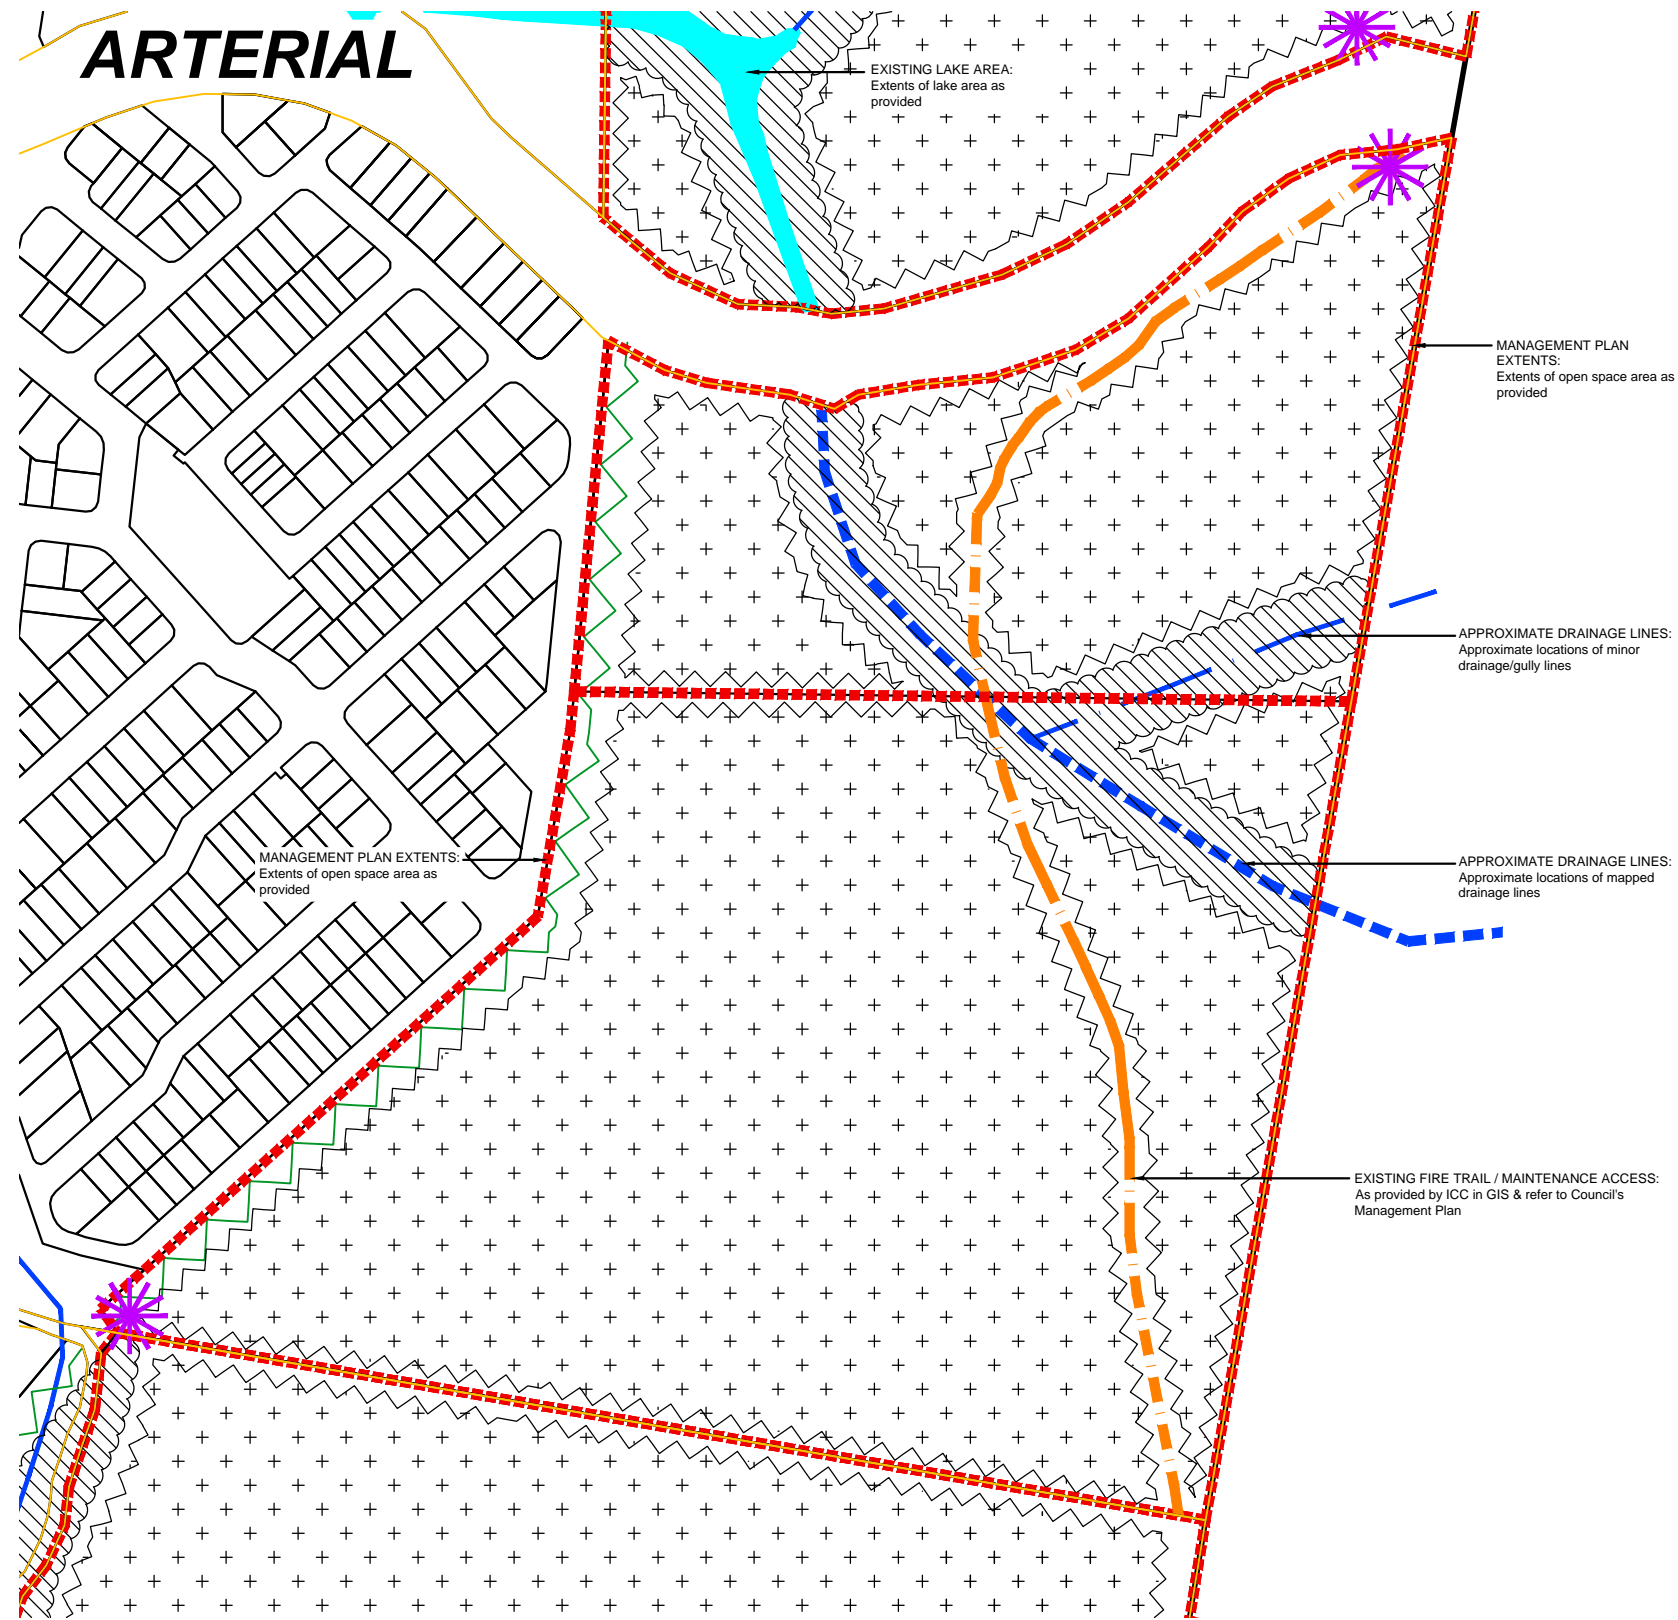 ARTERIAL
EXISTING LAKE AREA:
Extents of lake area as
provided
MANAGEMENT PLAN
EXTENTS:
Extents of open space area as
provided
APPROXIMATE DRAINAGE LINES:
Approximate locations of minor
drainage/gully lines
MANAGEMENT PLAN EXTENTS:
Extents of open space area as
provided
APPROXIMATE DRAINAGE LINES:
Approximate locations of mapped
drainage lines
EXISTING FIRE TRAIL / MAINTENANCE ACCESS:
As provided by ICC in GIS & refer to Council's
Management Plan